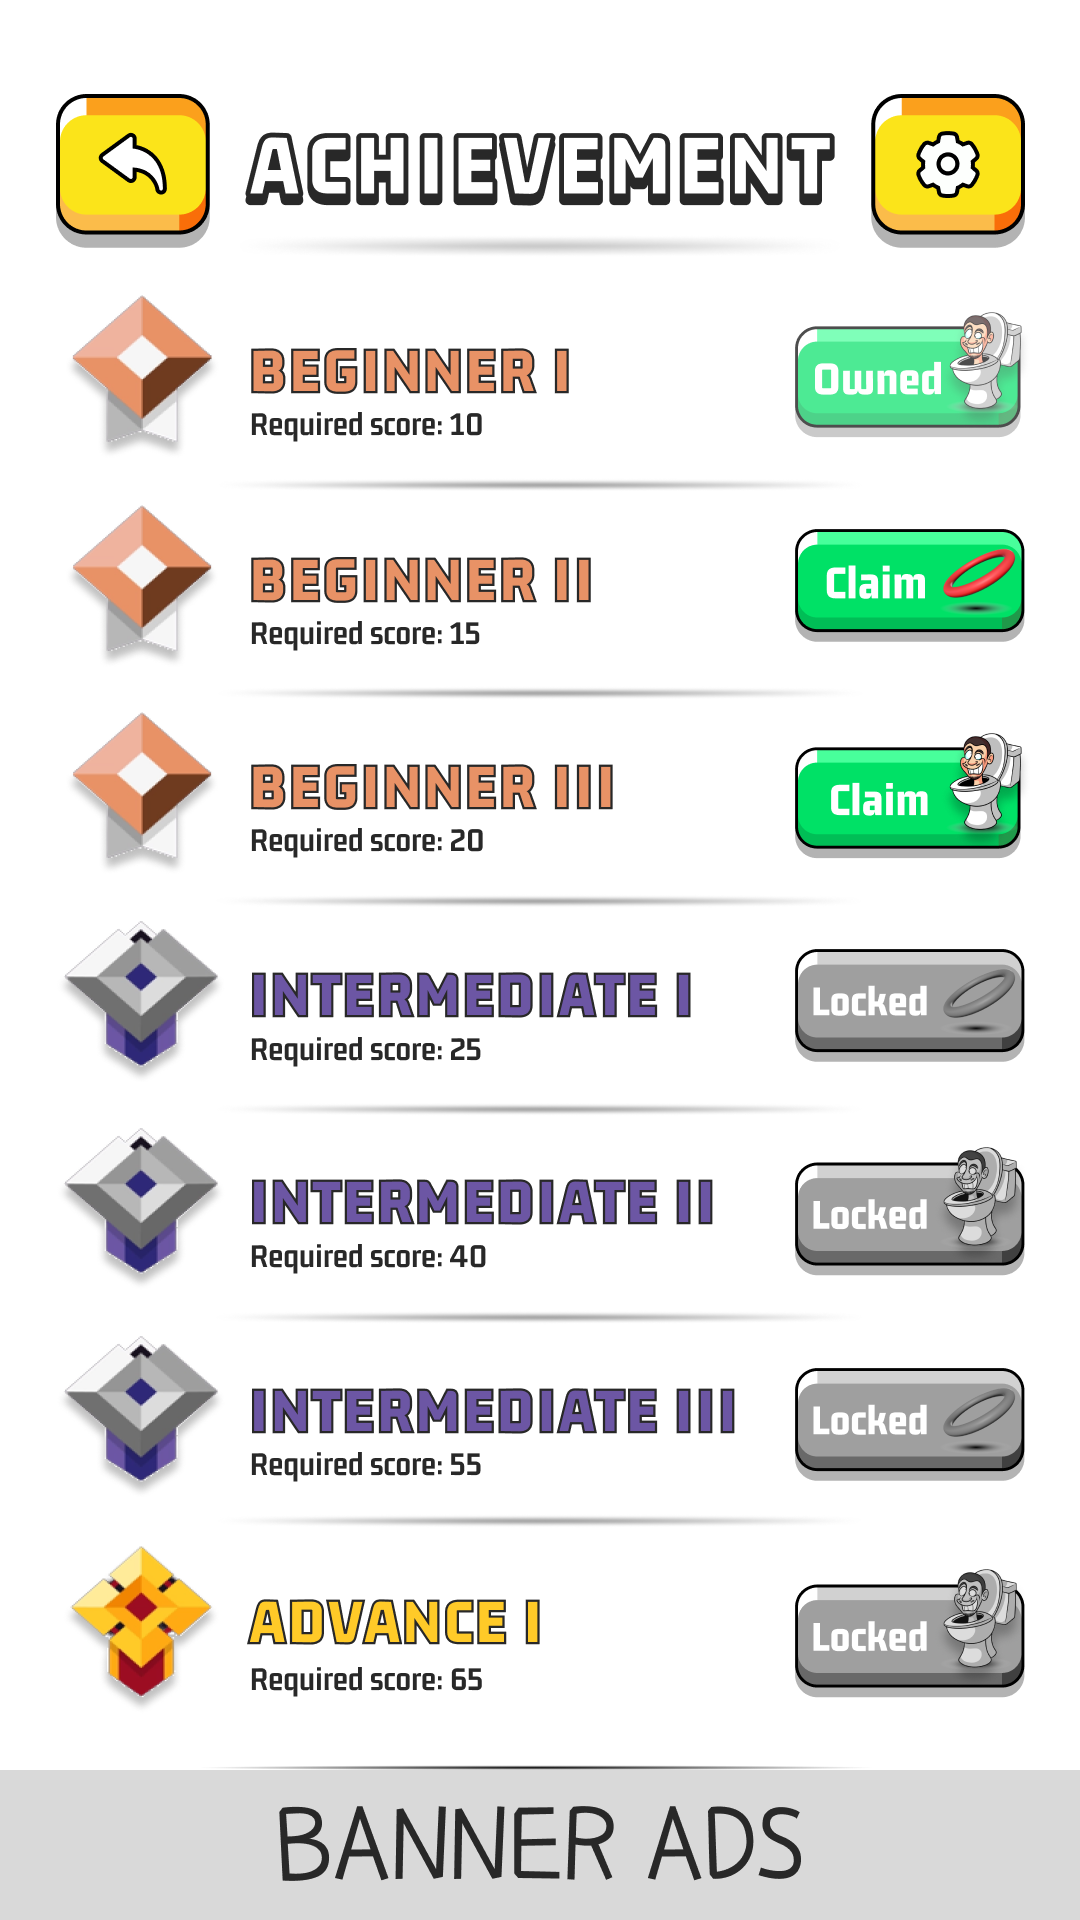 ACHIEVEMENT
BEGINNER I
Required score: 10
Owned
BEGINNER II
Required score: 15
Claim
BEGINNER III
Required score: 20
Claim
INTERMEDIATE I
Required score: 25
Locked
INTERMEDIATE II
Required score: 40
Locked
INTERMEDIATE III
Required score: 55
Locked
ADVANCE I
Required score: 65
Locked
BANNER ADS